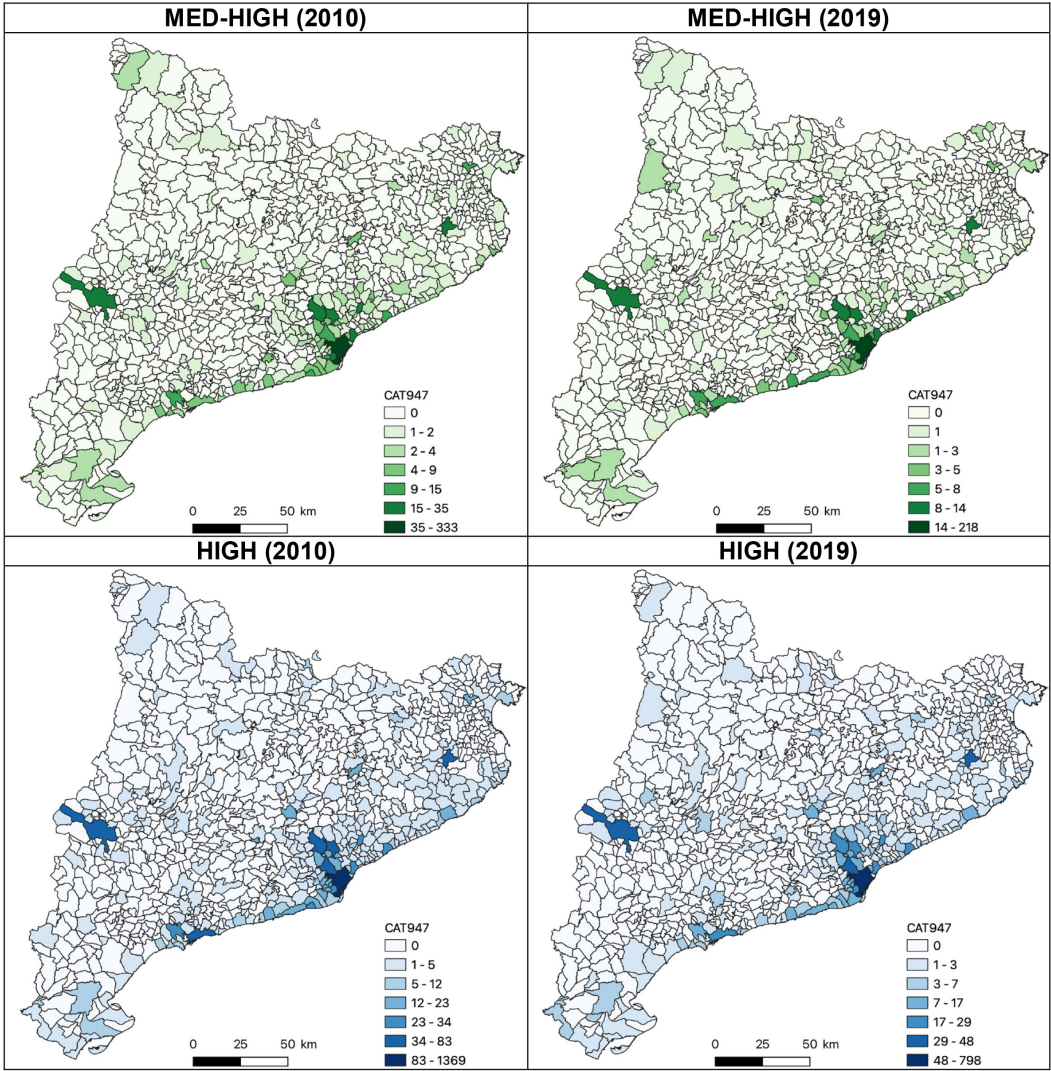 MED-HIGH (2010)
MED-HIGH (2019)
CAT947
0
1 - 2
2 - 4
4 - 9
9 - 15
15 - 35
35 - 333
0 25 50 km
CAT947
0
1
1 - 3
3 - 5
5 - 8
8 - 14
14 - 218
0 25 50 km
HIGH (2010)
HIGH (2019)
CAT947
0
1 - 5
5 - 12
12 - 23
23 - 34
34 - 83
83 - 1369
0 25 50 km
CAT947
0
1 - 3
3 - 7
7 - 17
17 - 29
29 - 48
48 - 798
0 25 50 km